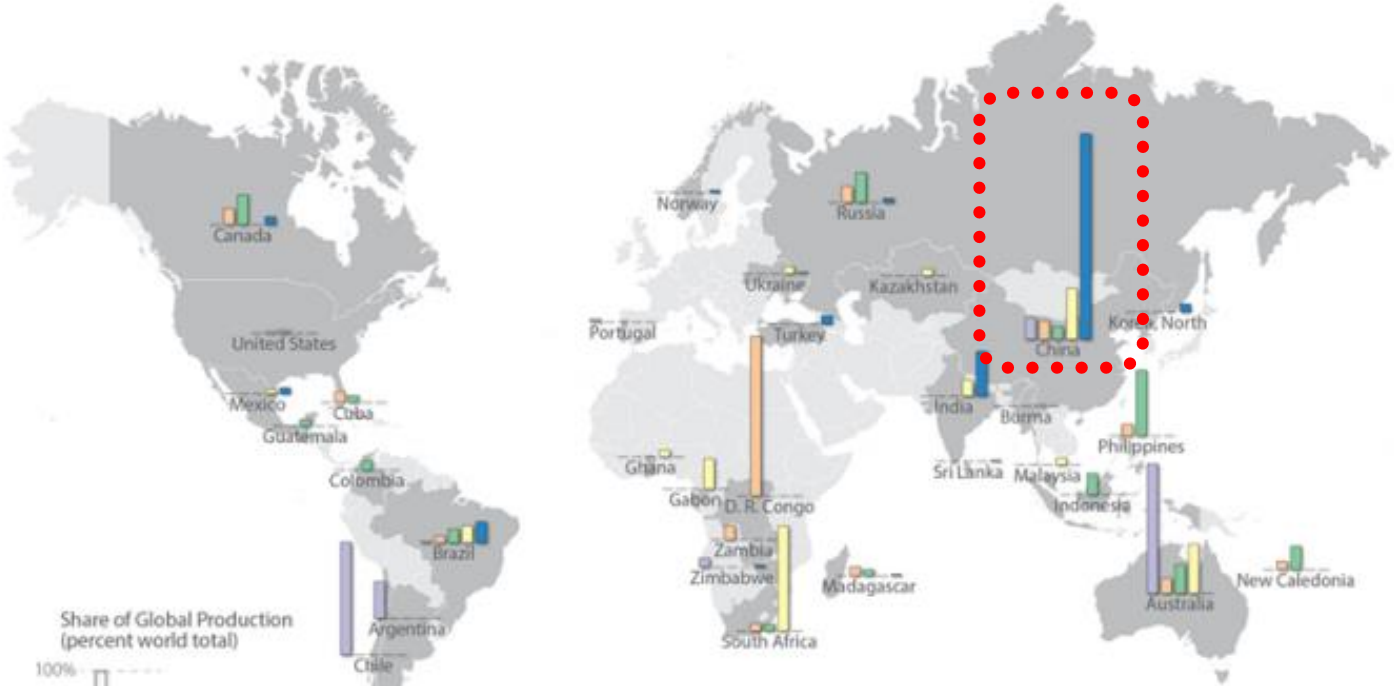 Norway
Russia
Canada
Ukraine
Kazakhstan
Portugal
Turkey
Korea, North
United States
China
Mexico
Cuba
India
Burma
Guatemala
Philippines
Ghana
Sri Lanka
Malaysia
Colombia
Gabon
D. R. Congo
Indonesia
Brazil
Zambia
Zimbabwe
Madagascar
New Caledonia
Australia
Share of Global Production
(percent world total)
Argentina
South Africa
Chile
100%